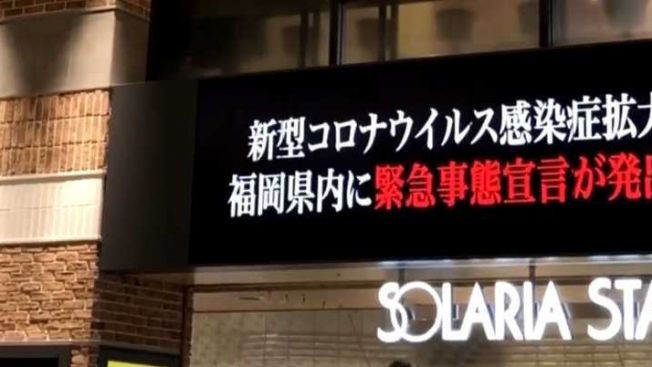 新型コロナウイルス感染症拡大
福岡県内に緊急事態宣言が発出
SOLARIA STA